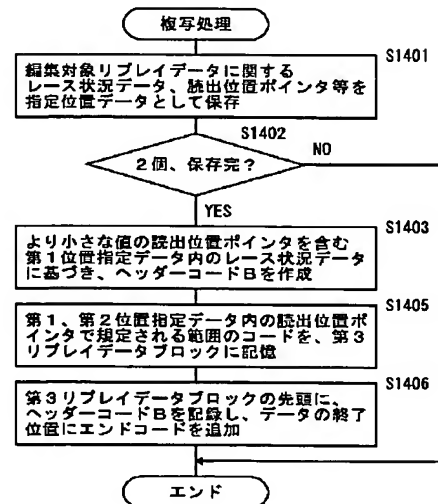 複写処理
S1401
編集対象リプレイデータに関する
レース状況データ、読出位置ポインタ等を
指定位置データとして保存
S1402
2個、保存完?
NO
YES
S1403
より小さな値の読出位置ポインタを含む
第1位置指定データ内のレース状況データ
に基づき、ヘッダーコードBを作成
S1405
第1、第2位置指定データ内の読出位置ポ
インタで規定される範囲のコードを、第3
リプレイデータブロックに記憶
S1406
第3リプレイデータブロックの先頭に、
ヘッダーコードBを記録し、データの終了
位置にエンドコードを追加
エンド